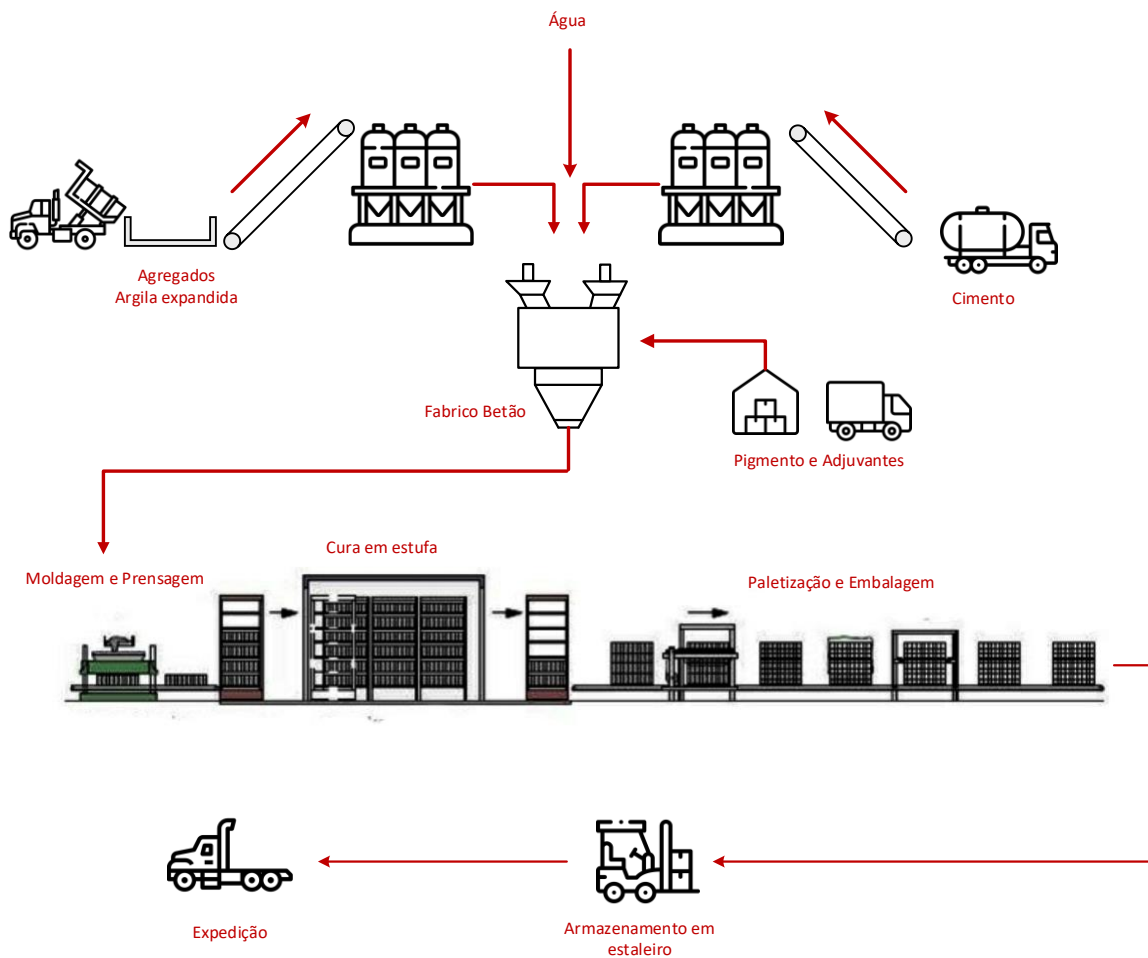 Água
Agregados
Argila expandida
Cimento
Fabrico Betão
Pigmento e Adjuvantes
Cura em estufa
Moldagem e Prensagem
Paletização e Embalagem
Expedição
Armazenamento em
estaleiro